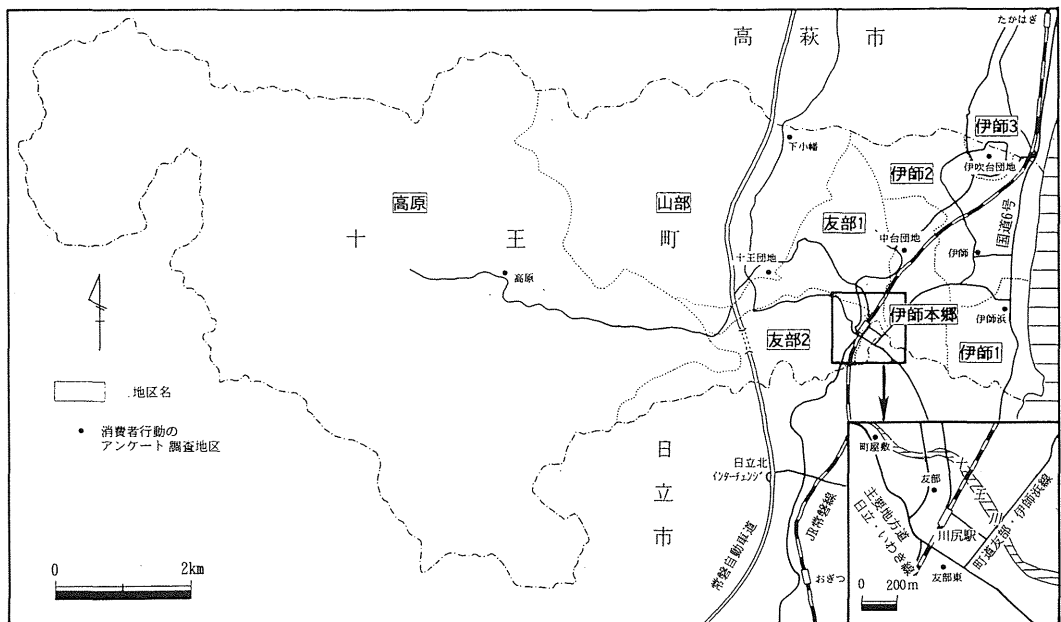 たかはぎ
高萩市
伊師3
下小幡
伊吹台団地
伊師2
国道6号
高原
山部
友部1
十王町
中台団地
伊師
十王団地
高原
伊師浜
伊師本郷
友部2
伊師1
地区名
消費者行動の
アンケート調査地区
日立市
日立北
インターチェンジ
JR常磐線
常磐自動車道
おぎつ
町屋敷
十王川
友部
主要地方道
日立・いわき線
川尻駅
町道友部・伊師浜線
友部東
0 200m
0 2km